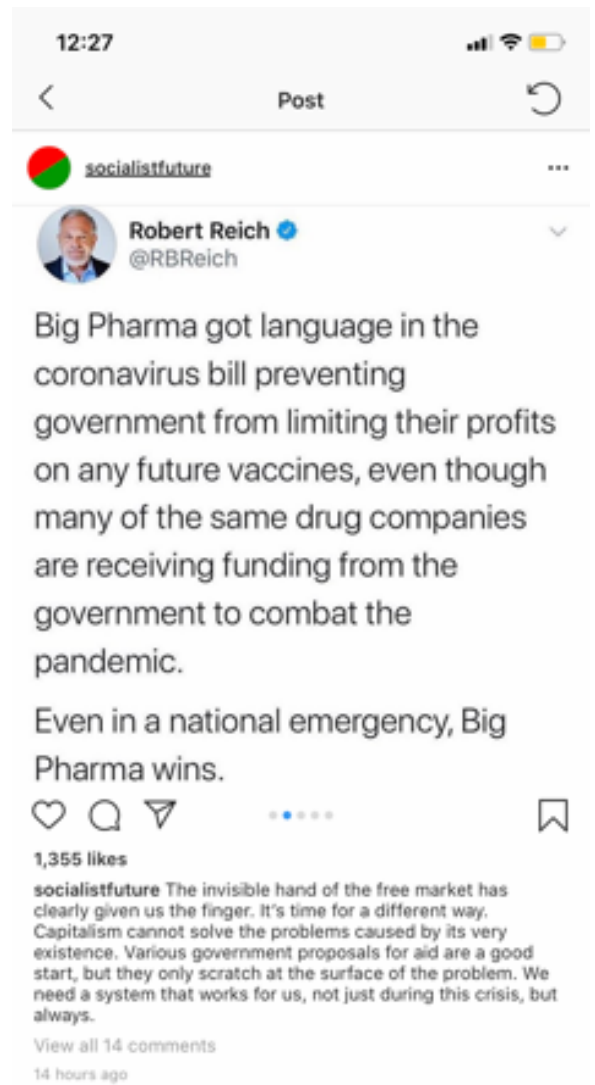 12:27
Post
socialistfuture
Robert Reich
@RBReich
Big Pharma got language in the
coronavirus bill preventing
government from limiting their profits
on any future vaccines, even though
many of the same drug companies
are receiving funding from the
government to combat the
pandemic.
Even in a national emergency, Big
Pharma wins.
1,355 likes
socialistfuture The invisible hand of the free market has
clearly given us the finger. It's time for a different way.
Capitalism cannot solve the problems caused by its very
existence. Various government proposals for aid are a good
start, but they only scratch at the surface of the problem. We
need a system that works for us, not just during this crisis, but
always.
View all 14 comments
14 hours ago